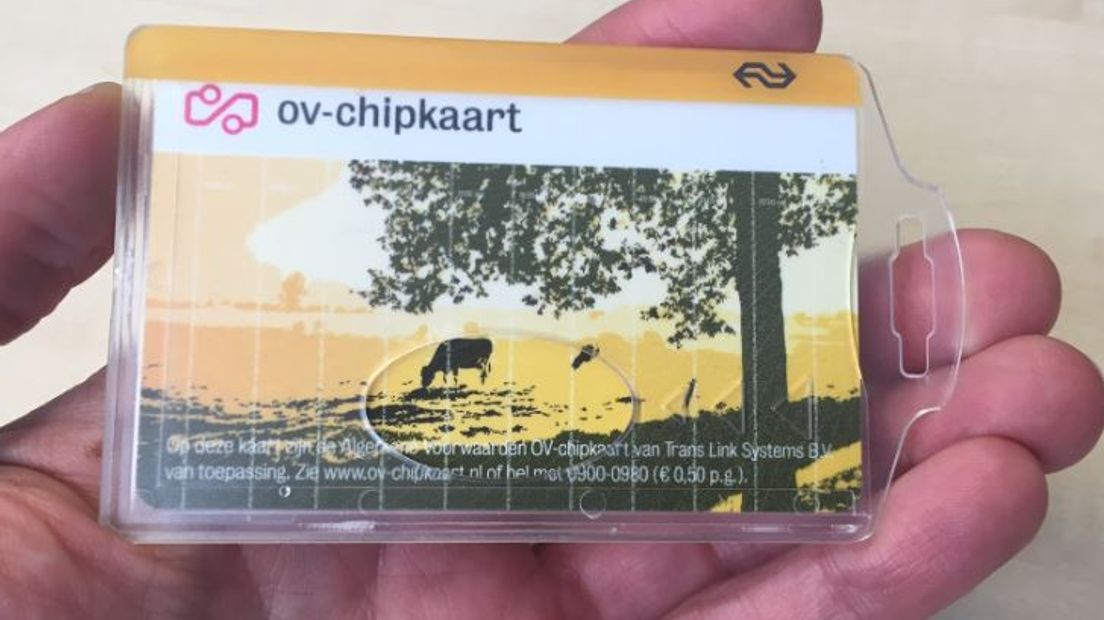 ov-chipkaart
Op deze kaart zijn de Algemene Voorwaarden OV-chipkaart van Trans Link Systems B.V.
van toepassing. Zie www.ov-chipkaart.nl of bel met 0900-0980 (€ 0,50 p.g.).